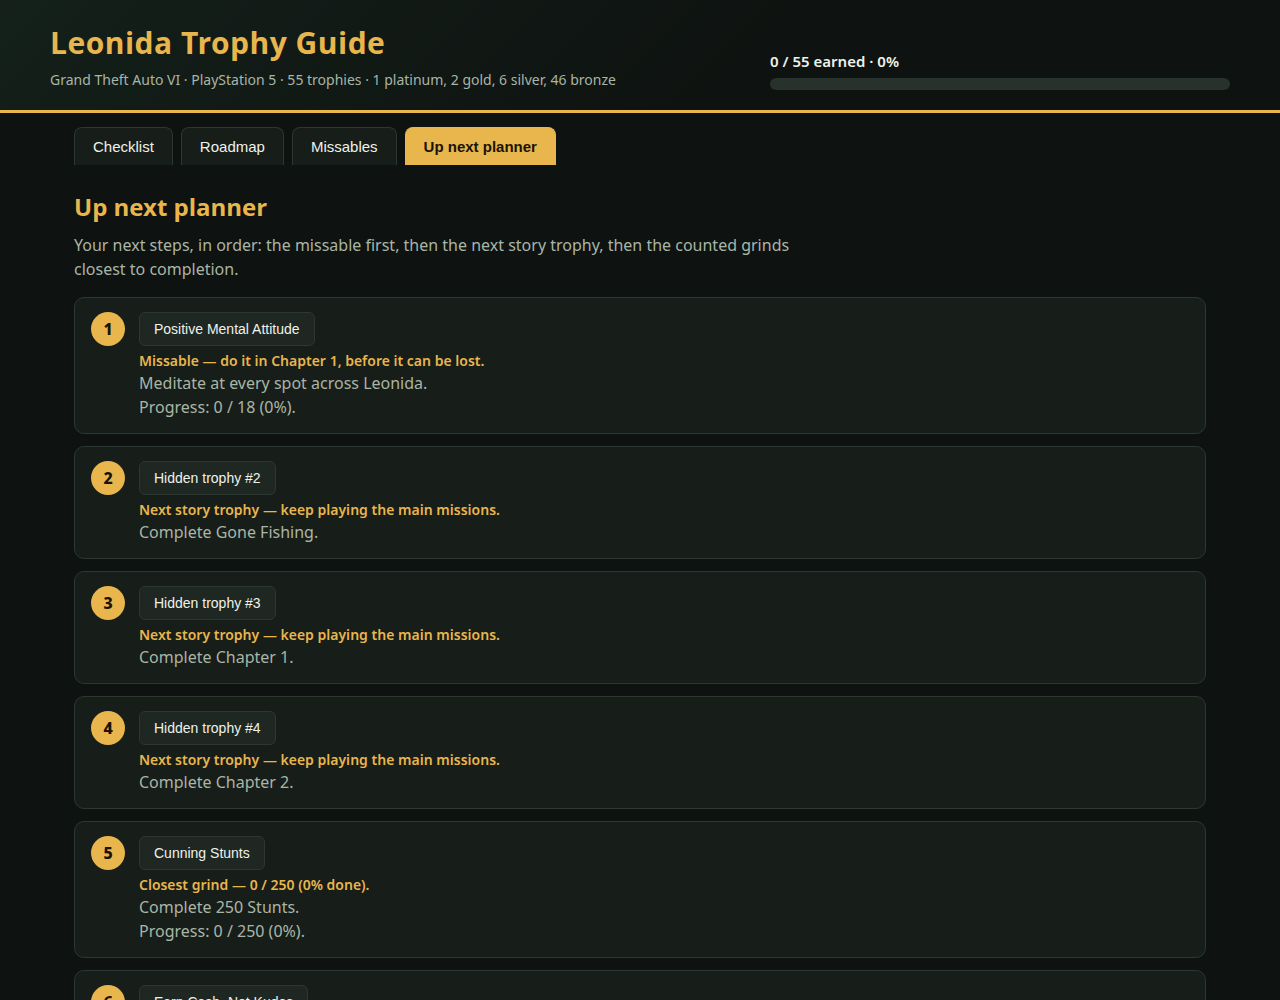 Leonida Trophy Guide
Grand Theft Auto VI · PlayStation 5 · 55 trophies · 1 platinum, 2 gold, 6 silver, 46 bronze
0 / 55 earned · 0%
Checklist
Roadmap
Missables
Up next planner
Up next planner
Your next steps, in order: the missable first, then the next story trophy, then the counted grinds
closest to completion.
1
Positive Mental Attitude
Missable — do it in Chapter 1, before it can be lost.
Meditate at every spot across Leonida.
Progress: 0 / 18 (0%).
2
Hidden trophy #2
Next story trophy — keep playing the main missions.
Complete Gone Fishing.
3
Hidden trophy #3
Next story trophy — keep playing the main missions.
Complete Chapter 1.
4
Hidden trophy #4
Next story trophy — keep playing the main missions.
Complete Chapter 2.
5
Cunning Stunts
Closest grind — 0 / 250 (0% done).
Complete 250 Stunts.
Progress: 0 / 250 (0%).
6
Earn Cash, Not Kudos